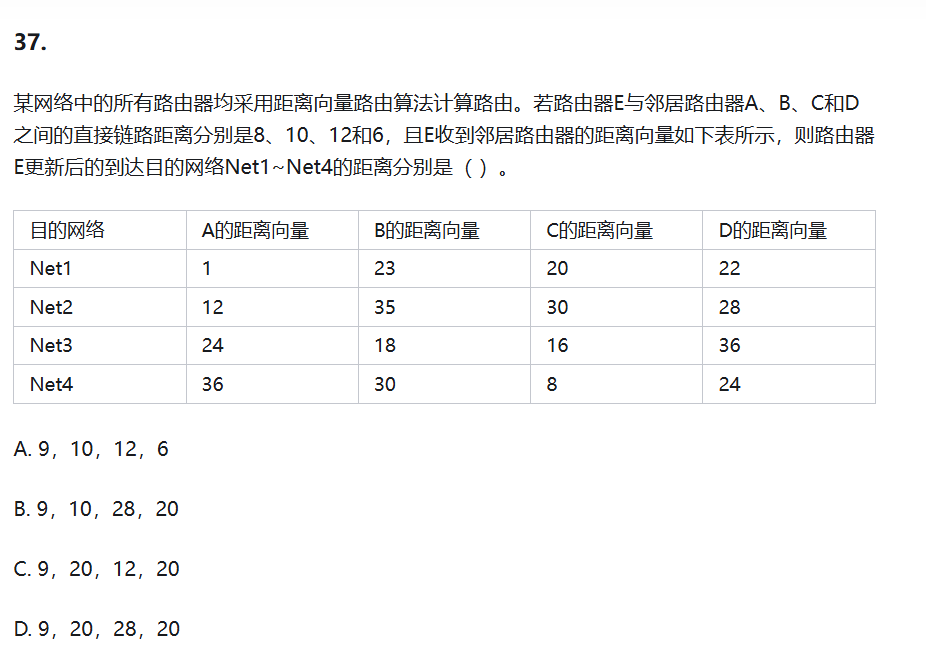 37.
某网络中的所有路由器均采用距离向量路由算法计算路由。若路由器E与邻居路由器A、B、C和D
之间的直接链路距离分别是8、10、12和6，且E收到邻居路由器的距离向量如下表所示，则路由器
E更新后的到达目的网络Net1~Net4的距离分别是（ ）。
目的网络 A的距离向量 B的距离向量 C的距离向量 D的距离向量
Net1 1 23 20 22
Net2 12 35 30 28
Net3 24 18 16 36
Net4 36 30 8 24
A. 9，10，12，6
B. 9，10，28，20
C. 9，20，12，20
D. 9，20，28，20